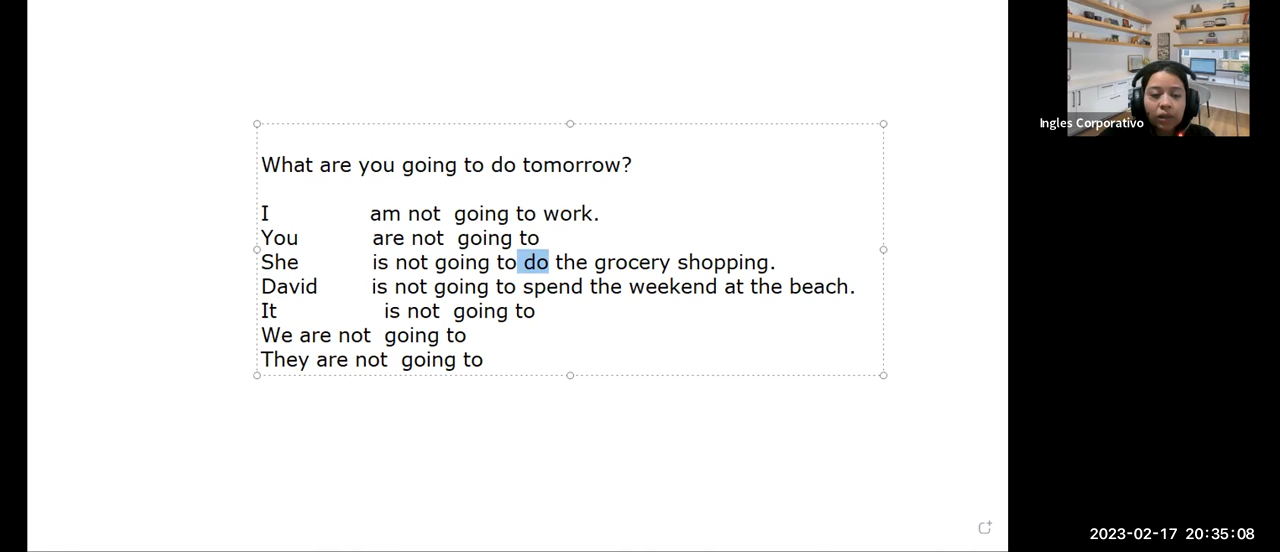 Ingles Corporativo
What are you going to do tomorrow?
I am not going to work.
You are not going to
She is not going to do the grocery shopping.
David is not going to spend the weekend at the beach.
It is not going to
We are not going to
They are not going to
2023-02-17 20:35:08